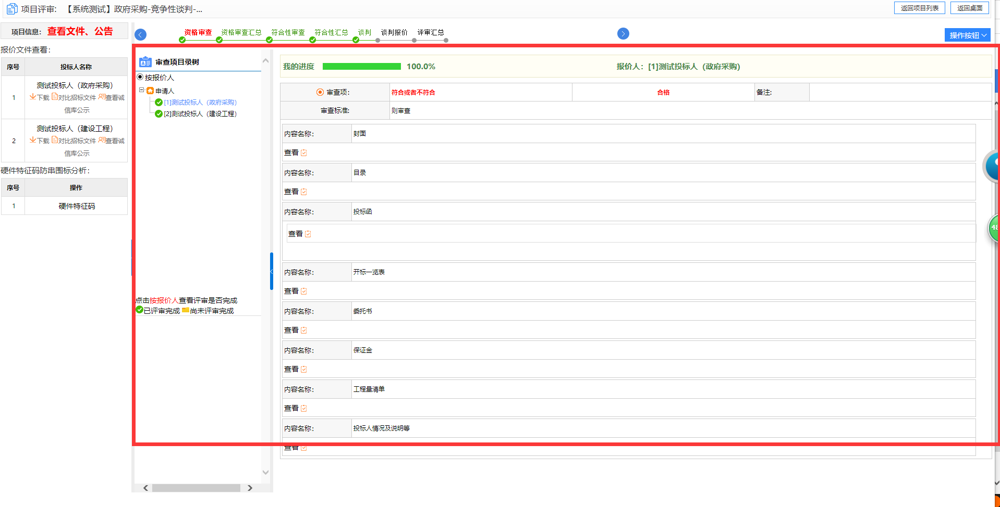 项目评审: 【系统测试】政府采购-竞争性谈判-...
返回项目列表 返回桌面
项目信息: 查看文件、公告
资格审查 资格审查汇总 符合性审查 符合性汇总 谈判 谈判报价 评审汇总
操作按钮
报价文件查看:
序号 投标人名称
1 测试投标人（政府采购）
下载 对比招标文件 查看诚
信库公示
2 测试投标人（建设工程）
下载 对比招标文件 查看诚
信库公示
硬件特征码防串围标分析:
序号 操作
1 硬件特征码
审查项目录树
按报价人
申请人
[1]测试投标人（政府采购）
[2]测试投标人（建设工程）
点击按报价人查看评审是否完成
已评审完成 尚未评审完成
我的进度 100.0% 报价人：[1]测试投标人（政府采购）
审查项: 符合或者不符合 合格 备注:
审查标准: 则审查
内容名称: 封面
查看
内容名称: 目录
查看
内容名称: 投标函
查看
内容名称: 开标一览表
查看
内容名称: 委托书
查看
内容名称: 保证金
查看
内容名称: 工程量清单
查看
内容名称: 投标人情况及说明等
查看
48